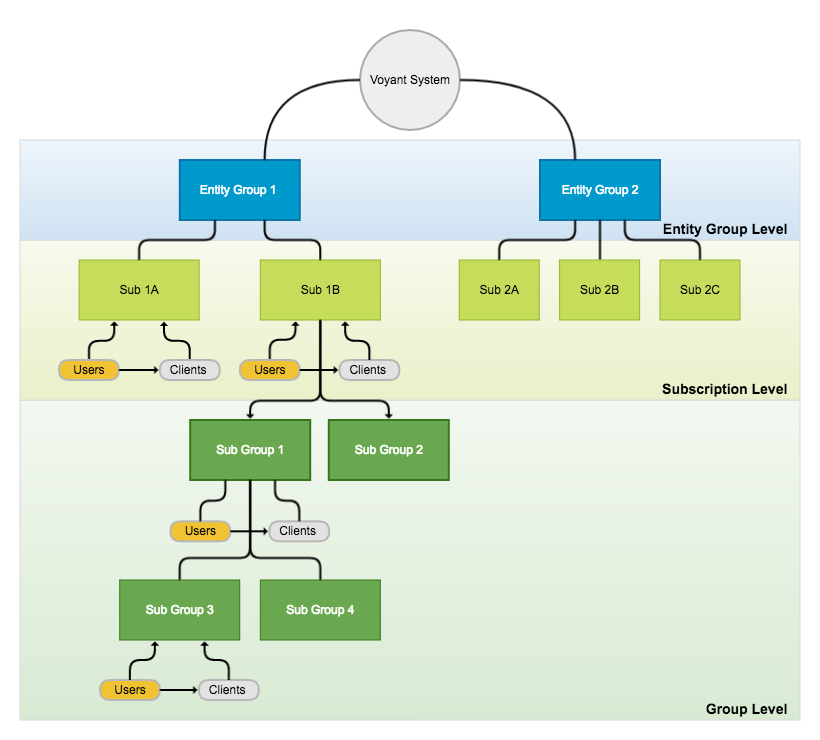 Voyant System
Entity Group 1
Entity Group 2
Entity Group Level
Sub 1A
Sub 1B
Sub 2A
Sub 2B
Sub 2C
Users
Clients
Users
Clients
Subscription Level
Sub Group 1
Sub Group 2
Users
Clients
Sub Group 3
Sub Group 4
Users
Clients
Group Level